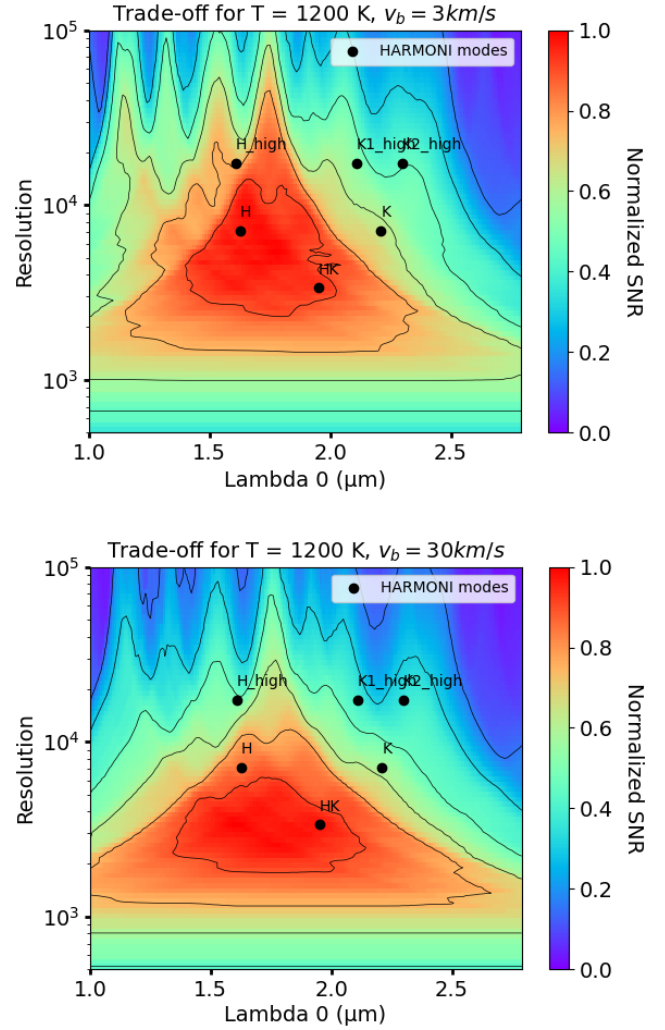 Trade-off for T = 1200 K, v_b = 3km/s
HARMONI modes
H_high
K1_high
K2_high
H
K
HK
10^5
10^4
10^3
Resolution
1.0
1.5
2.0
2.5
Lambda 0 (μm)
1.0
0.8
0.6
0.4
0.2
0.0
Normalized SNR
Trade-off for T = 1200 K, v_b = 30km/s
HARMONI modes
H_high
K1_high
K2_high
H
K
HK
10^5
10^4
10^3
Resolution
1.0
1.5
2.0
2.5
Lambda 0 (μm)
1.0
0.8
0.6
0.4
0.2
0.0
Normalized SNR